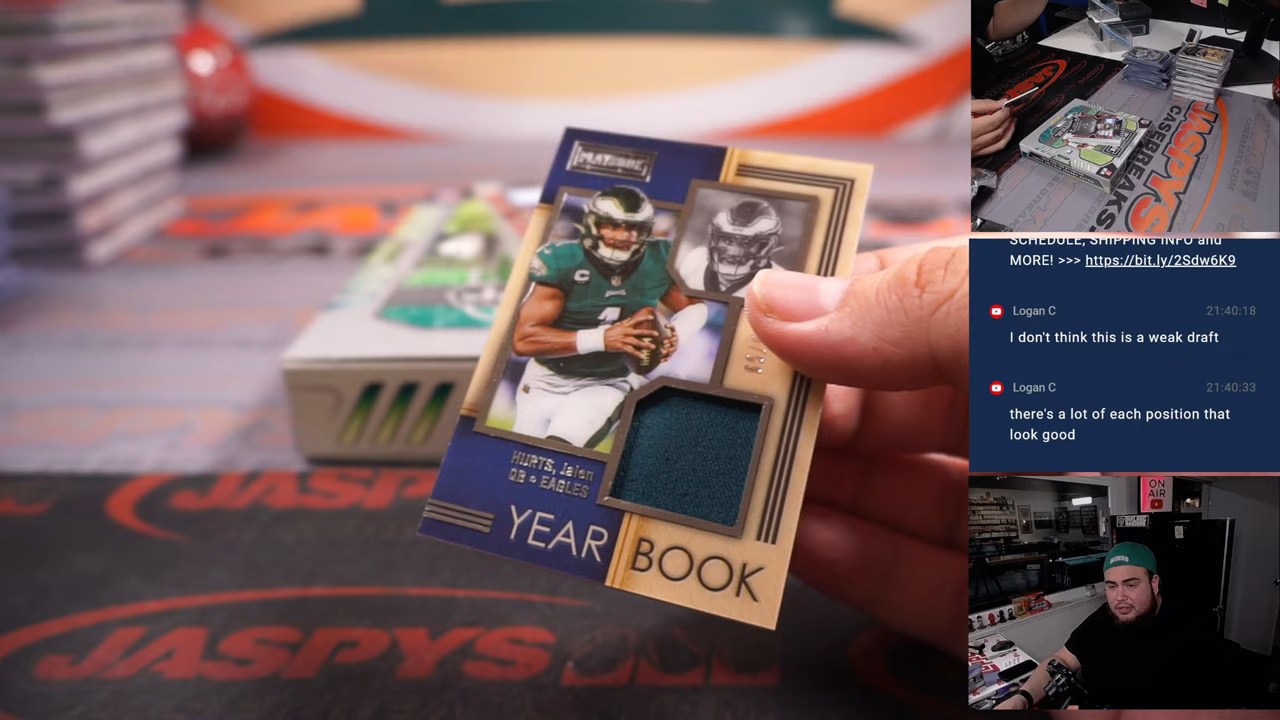 PLAYBOOK
HURTS, Jalen
QB • EAGLES
YEAR
BOOK
JASPYS
JASPYS
JASPYS
CASEBREAKS
SCHEDULE, SHIPPING INFO and
MORE! >>> https://bit.ly/2Sdw6K9
Logan C
21:40:18
I don't think this is a weak draft
Logan C
21:40:33
there's a lot of each position that
look good
ON
AIR